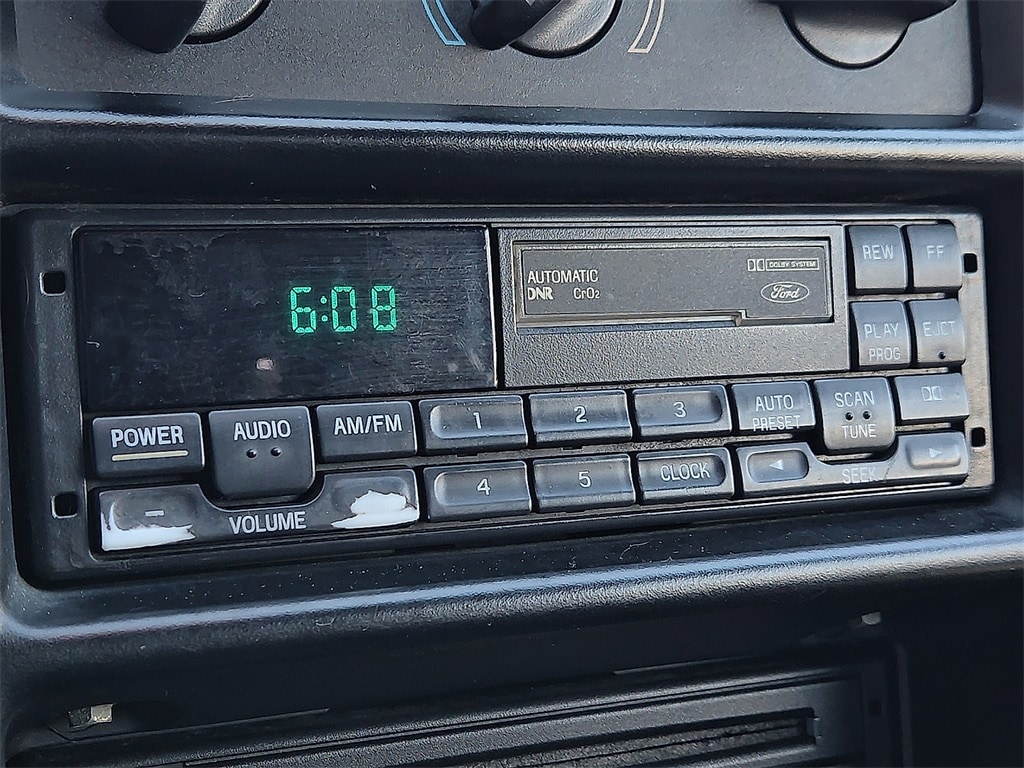 6:08
AUTOMATIC
DNR CrO2
DOLBY SYSTEM
Ford
REW FF
PLAY PROG EJCT
POWER AUDIO AM/FM 1 2 3 AUTO PRESET SCAN TUNE
- VOLUME 4 5 CLOCK SEEK